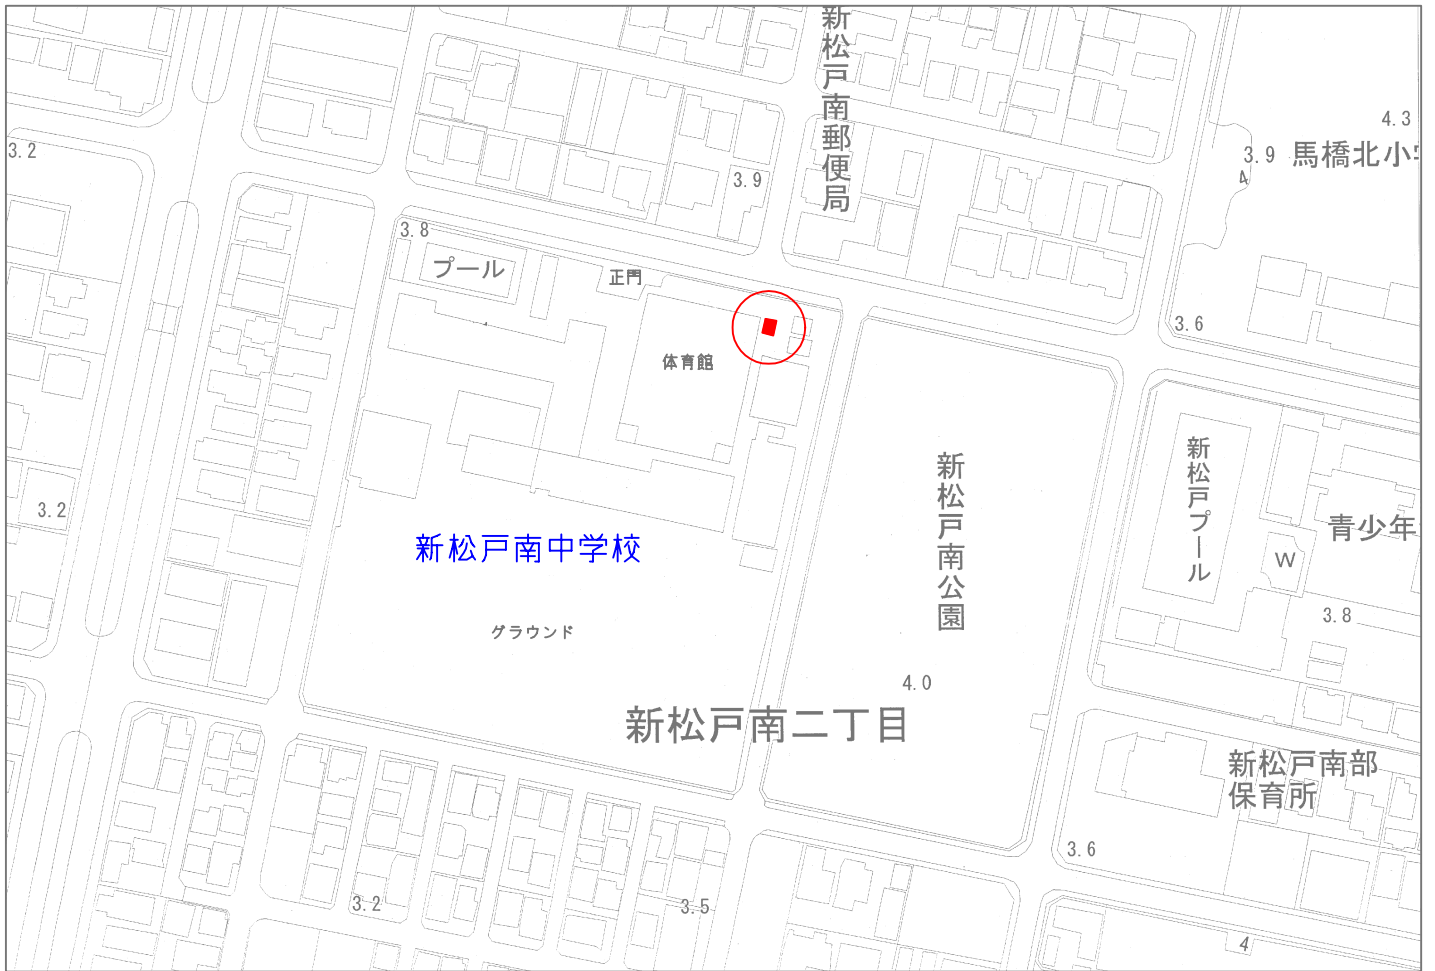 新松戸南郵便局
4.3
3.2
3.9
馬橋北小
4
3.9
3.8
プール
正門
3.6
体育館
3.2
新松戸プール
新松戸南公園
青少年
新松戸南中学校
W
3.8
グラウンド
4.0
新松戸南二丁目
新松戸南部
保育所
3.6
3.2
3.5
4